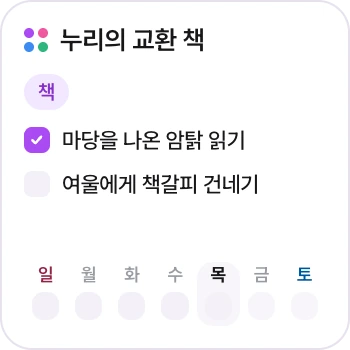 누리의 교환 책
책
마당을 나온 암탉 읽기
여울에게 책갈피 건네기
일 월 화 수 목 금 토